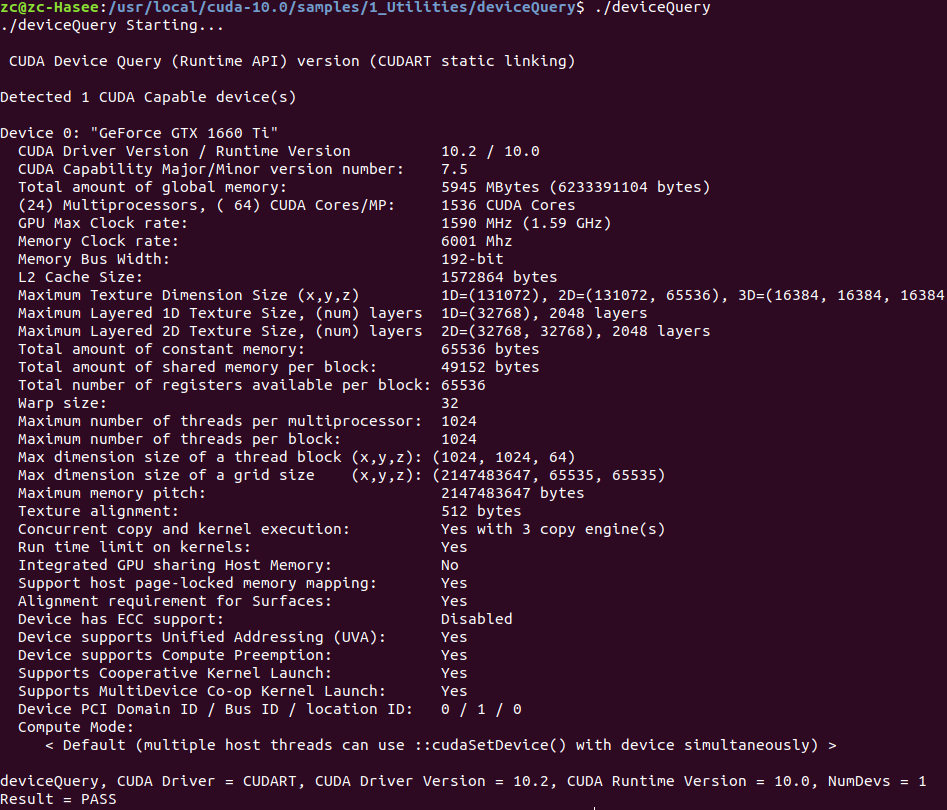 zc@zc-Hasee:/usr/local/cuda-10.0/samples/1_Utilities/deviceQuery$ ./deviceQuery
./deviceQuery Starting...
CUDA Device Query (Runtime API) version (CUDART static linking)
Detected 1 CUDA Capable device(s)
Device 0: "GeForce GTX 1660 Ti"
CUDA Driver Version / Runtime Version 10.2 / 10.0
CUDA Capability Major/Minor version number: 7.5
Total amount of global memory: 5945 MBytes (6233391104 bytes)
(24) Multiprocessors, ( 64) CUDA Cores/MP: 1536 CUDA Cores
GPU Max Clock rate: 1590 MHz (1.59 GHz)
Memory Clock rate: 6001 Mhz
Memory Bus Width: 192-bit
L2 Cache Size: 1572864 bytes
Maximum Texture Dimension Size (x,y,z) 1D=(131072), 2D=(131072, 65536), 3D=(16384, 16384, 16384
Maximum Layered 1D Texture Size, (num) layers 1D=(32768), 2048 layers
Maximum Layered 2D Texture Size, (num) layers 2D=(32768, 32768), 2048 layers
Total amount of constant memory: 65536 bytes
Total amount of shared memory per block: 49152 bytes
Total number of registers available per block: 65536
Warp size: 32
Maximum number of threads per multiprocessor: 1024
Maximum number of threads per block: 1024
Max dimension size of a thread block (x,y,z): (1024, 1024, 64)
Max dimension size of a grid size (x,y,z): (2147483647, 65535, 65535)
Maximum memory pitch: 2147483647 bytes
Texture alignment: 512 bytes
Concurrent copy and kernel execution: Yes with 3 copy engine(s)
Run time limit on kernels: Yes
Integrated GPU sharing Host Memory: No
Support host page-locked memory mapping: Yes
Alignment requirement for Surfaces: Yes
Device has ECC support: Disabled
Device supports Unified Addressing (UVA): Yes
Device supports Compute Preemption: Yes
Supports Cooperative Kernel Launch: Yes
Supports MultiDevice Co-op Kernel Launch: Yes
Device PCI Domain ID / Bus ID / location ID: 0 / 1 / 0
Compute Mode:
< Default (multiple host threads can use ::cudaSetDevice() with device simultaneously) >
deviceQuery, CUDA Driver = CUDART, CUDA Driver Version = 10.2, CUDA Runtime Version = 10.0, NumDevs = 1
Result = PASS